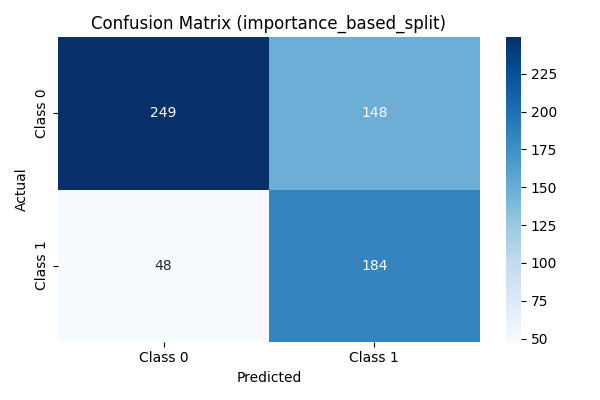 Confusion Matrix (importance_based_split)
Actual
Class 0
Class 1
249
148
48
184
Class 0
Class 1
Predicted
225
200
175
150
125
100
75
50